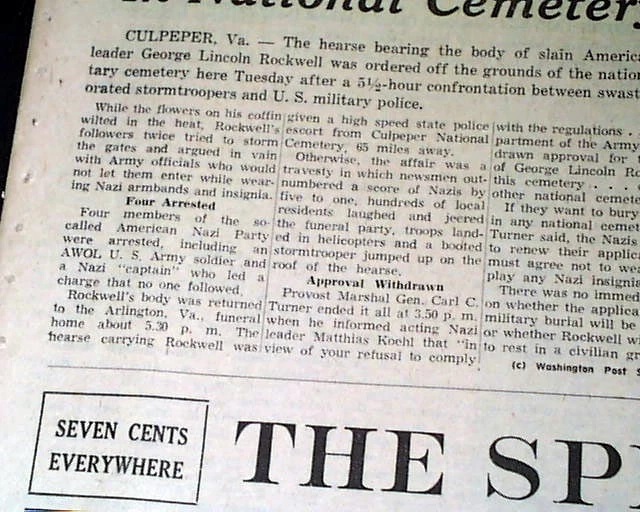 National Cemeter
CULPEPER, Va. — The hearse bearing the body of slain Americ
leader George Lincoln Rockwell was ordered off the grounds of the nation
tary cemetery here Tuesday after a 5½-hour confrontation between swast
orated stormtroopers and U. S. military police.
While the flowers on his coffin
wilted in the heat, Rockwell's
followers twice tried to storm
the gates and argued in vain
with Army officials who would
not let them enter while wear-
ing Nazi armbands and insignia.
Four Arrested
Four members of the so-
called American Nazi Party
were arrested, including an
AWOL U. S. Army soldier and
a Nazi "captain" who led a
charge that no one followed.
Rockwell's body was returned
to the Arlington, Va., funeral
home about 5.30 p. m. The
hearse carrying Rockwell was
given a high speed state police
escort from Culpeper National
Cemetery, 65 miles away.
Otherwise, the affair was a
travesty in which newsmen out-
numbered a score of Nazis by
five to one, hundreds of local
residents laughed and jeered
the funeral party, troops land-
ed in helicopters and a booted
stormtrooper jumped up on the
roof of the hearse.
Approval Withdrawn
Provost Marshal Gen. Carl C.
Turner ended it all at 3.50 p. m.
when he informed acting Nazi
leader Matthias Koehl that "in
view of your refusal to comply
with the regulations . .
partment of the Army
drawn approval for
of George Lincoln Ro
this cemetery . . . .
other national cemete
If they want to bury
in any national cemet
Turner said, the Nazis
to renew their applica
must agree not to we
play any Nazi insignia
There was no immed
on whether the applica
military burial will be
or whether Rockwell wi
to rest in a civilian gr
(c) Washington Post S
SEVEN CENTS
EVERYWHERE
THE SP